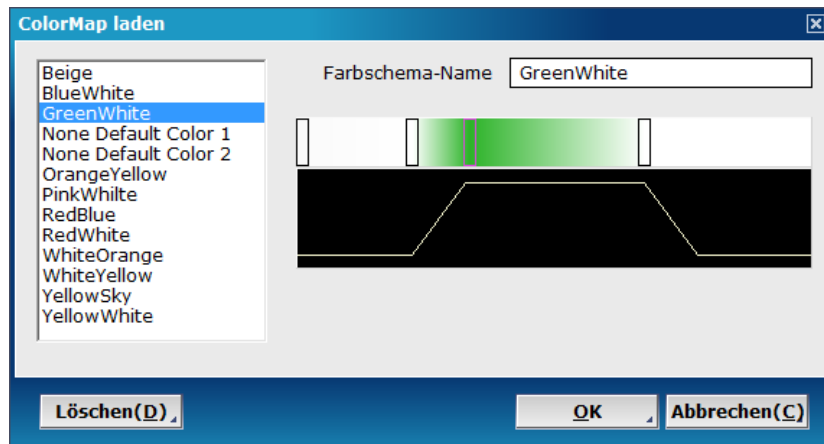 ColorMap laden
Beige
BlueWhite
GreenWhite
None Default Color 1
None Default Color 2
OrangeYellow
PinkWhilte
RedBlue
RedWhite
WhiteOrange
WhiteYellow
YellowSky
YellowWhite
Farbschema-Name GreenWhite
Löschen(D) OK Abbrechen(C)